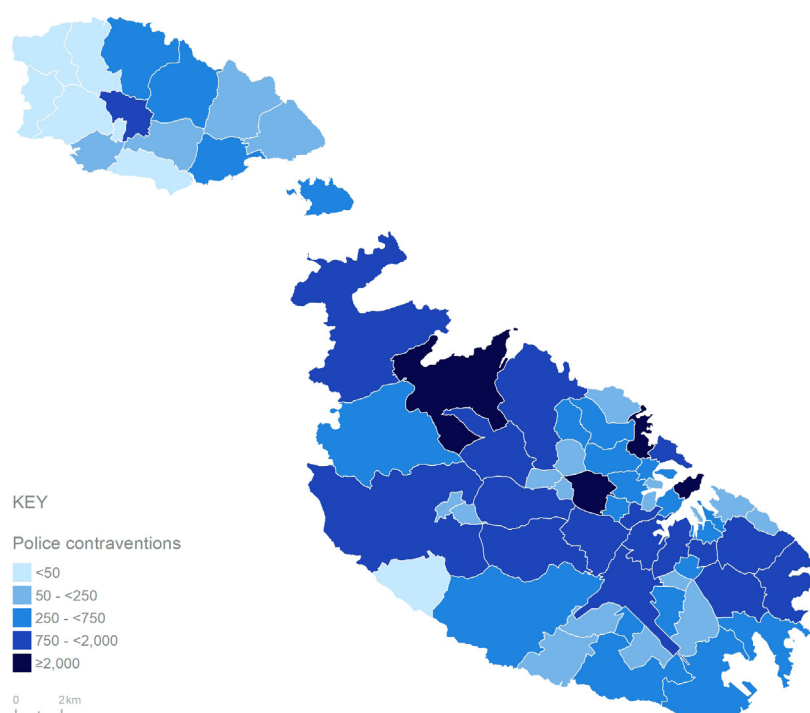 KEY
Police contraventions
<50
50 - <250
250 - <750
750 - <2,000
≥2,000
0 2km